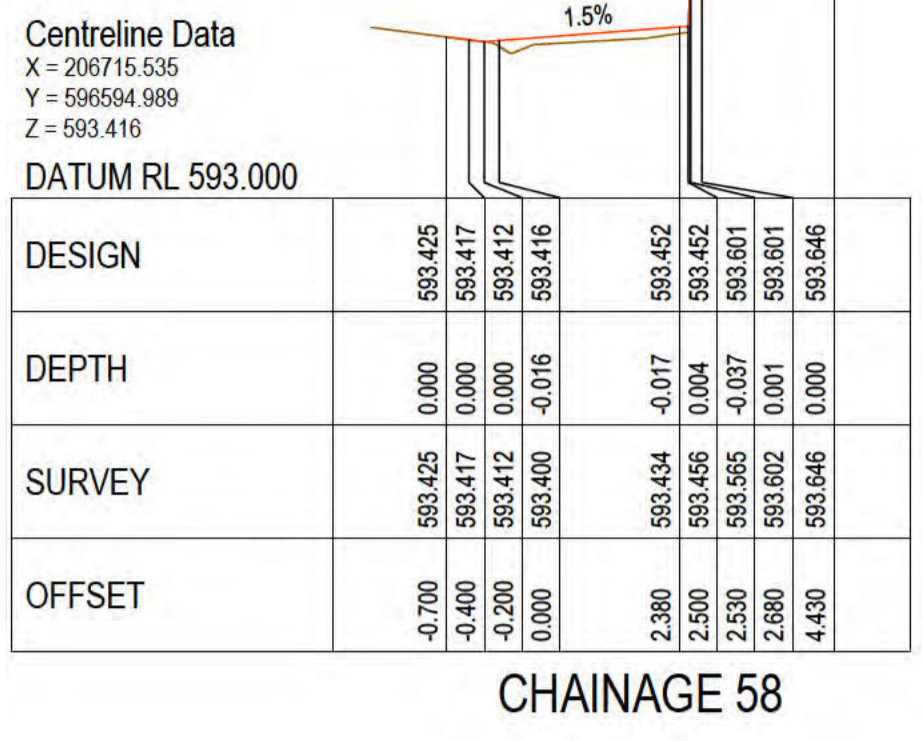 1.5%
Centreline Data
X = 206715.535
Y = 596594.989
Z = 593.416
DATUM RL 593.000
DESIGN 593.425 593.417 593.412 593.416 593.452 593.452 593.601 593.601 593.646
DEPTH 0.000 0.000 0.000 -0.016 -0.017 0.004 -0.037 0.001 0.000
SURVEY 593.425 593.417 593.412 593.400 593.434 593.456 593.565 593.602 593.646
OFFSET -0.700 -0.400 -0.200 0.000 2.380 2.500 2.530 2.680 4.430
CHAINAGE 58